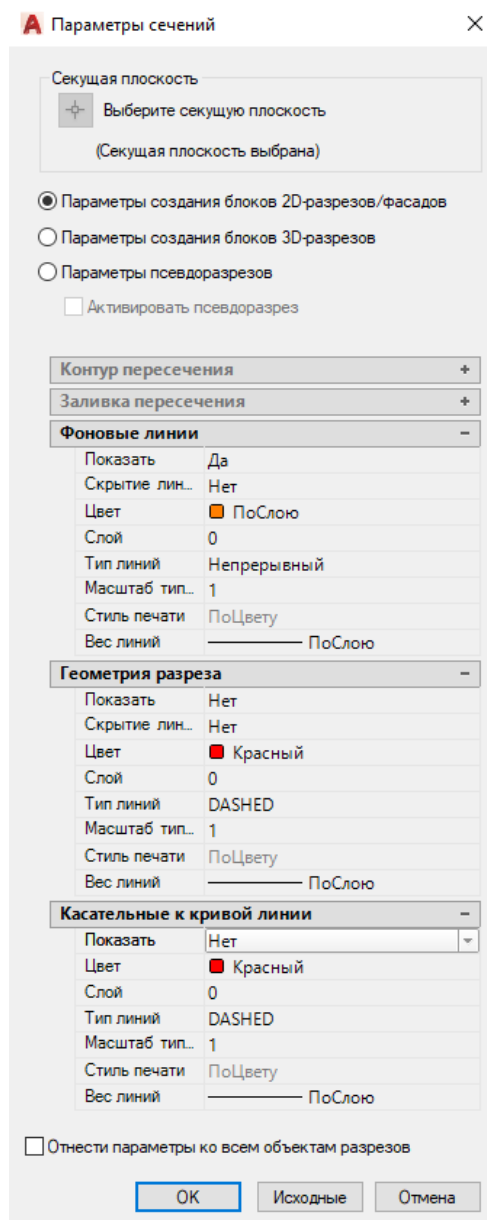 Параметры сечений
Секущая плоскость
Выберите секущую плоскость
(Секущая плоскость выбрана)
Параметры создания блоков 2D-разрезов/фасадов
Параметры создания блоков 3D-разрезов
Параметры псевдоразрезов
Активировать псевдоразрез
Контур пересечения +
Заливка пересечения +
Фоновые линии −
Показать Да
Скрытие лин... Нет
Цвет ПоСлою
Слой 0
Тип линий Непрерывный
Масштаб тип... 1
Стиль печати ПоЦвету
Вес линий ПоСлою
Геометрия разреза −
Показать Нет
Скрытие лин... Нет
Цвет Красный
Слой 0
Тип линий DASHED
Масштаб тип... 1
Стиль печати ПоЦвету
Вес линий ПоСлою
Касательные к кривой линии −
Показать Нет
Цвет Красный
Слой 0
Тип линий DASHED
Масштаб тип... 1
Стиль печати ПоЦвету
Вес линий ПоСлою
Отнести параметры ко всем объектам разрезов
OK Исходные Отмена